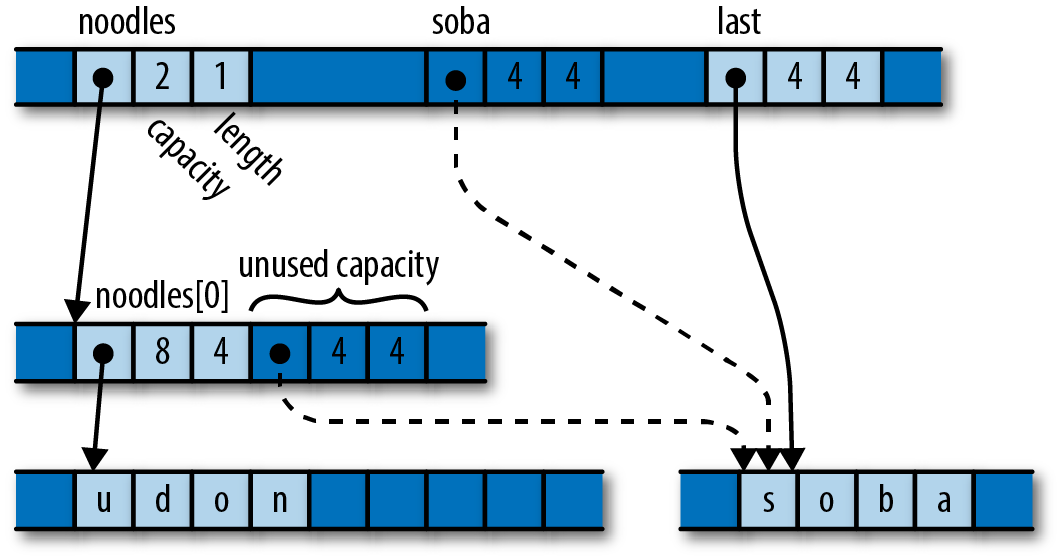 noodles soba last
2 1 4 4 4 4
capacity length
unused capacity
noodles[0]
8 4 4 4
u d o n s o b a